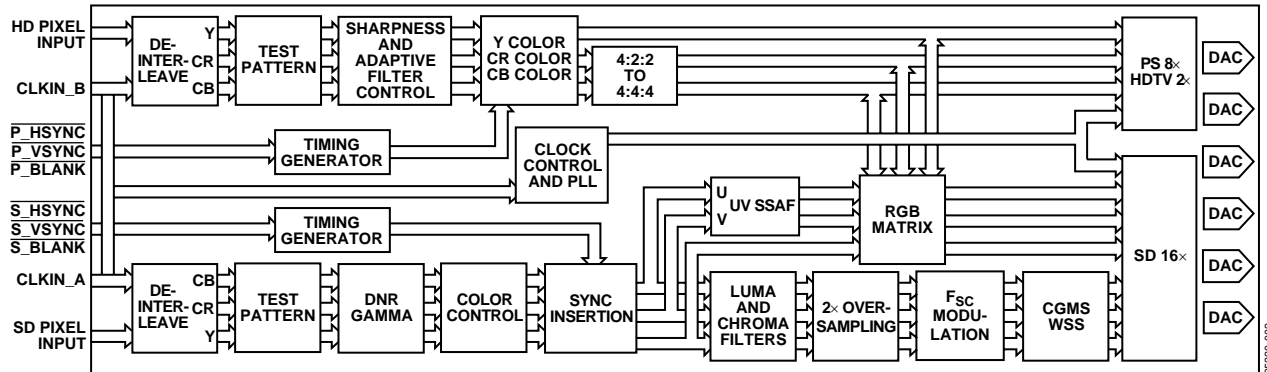 HD PIXEL
INPUT
CLKIN_B
P_HSYNC
P_VSYNC
P_BLANK
S_HSYNC
S_VSYNC
S_BLANK
CLKIN_A
SD PIXEL
INPUT
DE-
INTER-
LEAVE
Y
CR
CB
TEST
PATTERN
SHARPNESS
AND
ADAPTIVE
FILTER
CONTROL
Y COLOR
CR COLOR
CB COLOR
4:2:2
TO
4:4:4
PS 8×
HDTV 2×
TIMING
GENERATOR
CLOCK
CONTROL
AND PLL
TIMING
GENERATOR
U
V
UV SSAF
RGB
MATRIX
SD 16×
DE-
INTER-
LEAVE
CB
CR
Y
TEST
PATTERN
DNR
GAMMA
COLOR
CONTROL
SYNC
INSERTION
LUMA
AND
CHROMA
FILTERS
2× OVER-
SAMPLING
FSC
MODU-
LATION
CGMS
WSS
DAC
DAC
DAC
DAC
DAC
DAC